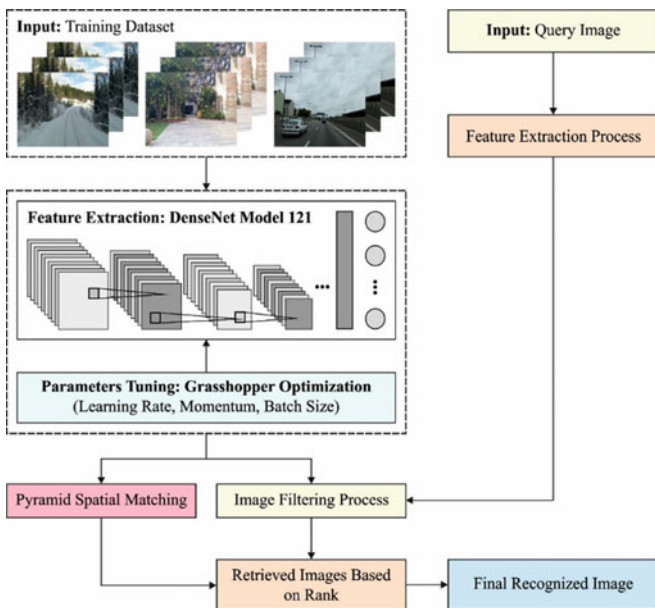 Input: Training Dataset
Input: Query Image
Feature Extraction Process
Feature Extraction: DenseNet Model 121
Parameters Tuning: Grasshopper Optimization
(Learning Rate, Momentum, Batch Size)
Pyramid Spatial Matching
Image Filtering Process
Retrieved Images Based
on Rank
Final Recognized Image